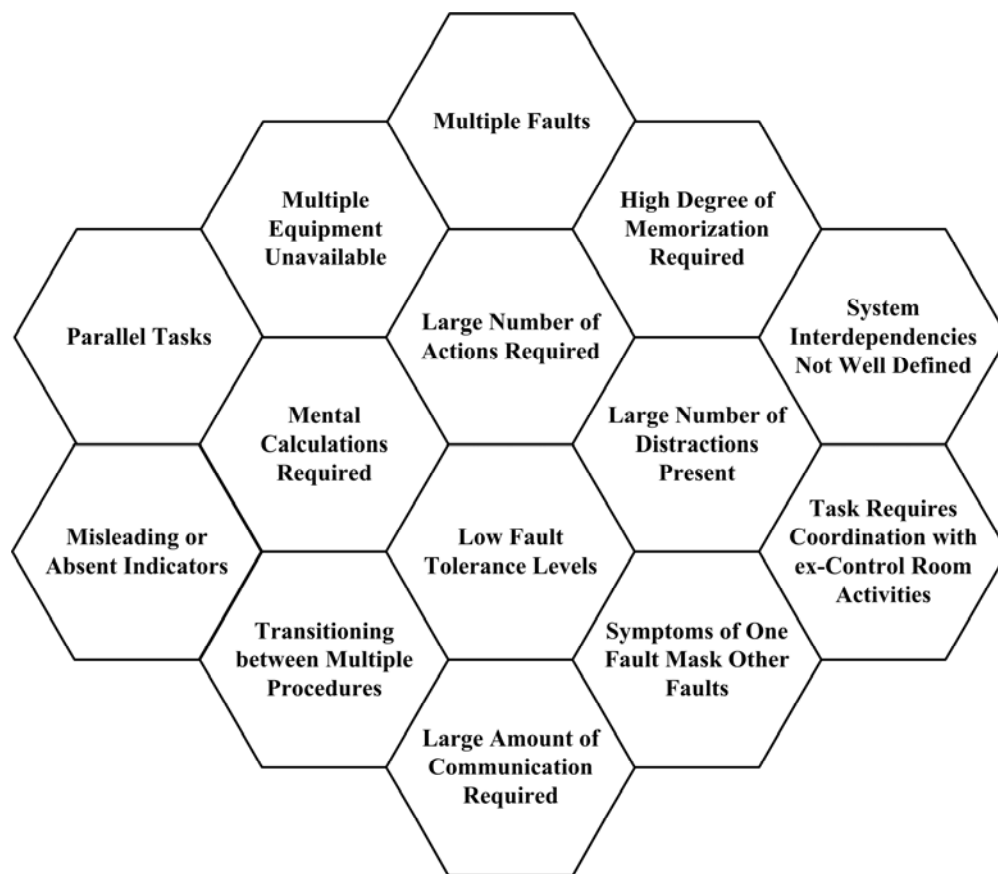 Multiple Faults
Multiple
Equipment
Unavailable
High Degree of
Memorization
Required
Parallel Tasks
Large Number of
Actions Required
System
Interdependencies
Not Well Defined
Mental
Calculations
Required
Large Number of
Distractions
Present
Misleading or
Absent Indicators
Low Fault
Tolerance Levels
Task Requires
Coordination with
ex-Control Room
Activities
Transitioning
between Multiple
Procedures
Symptoms of One
Fault Mask Other
Faults
Large Amount of
Communication
Required